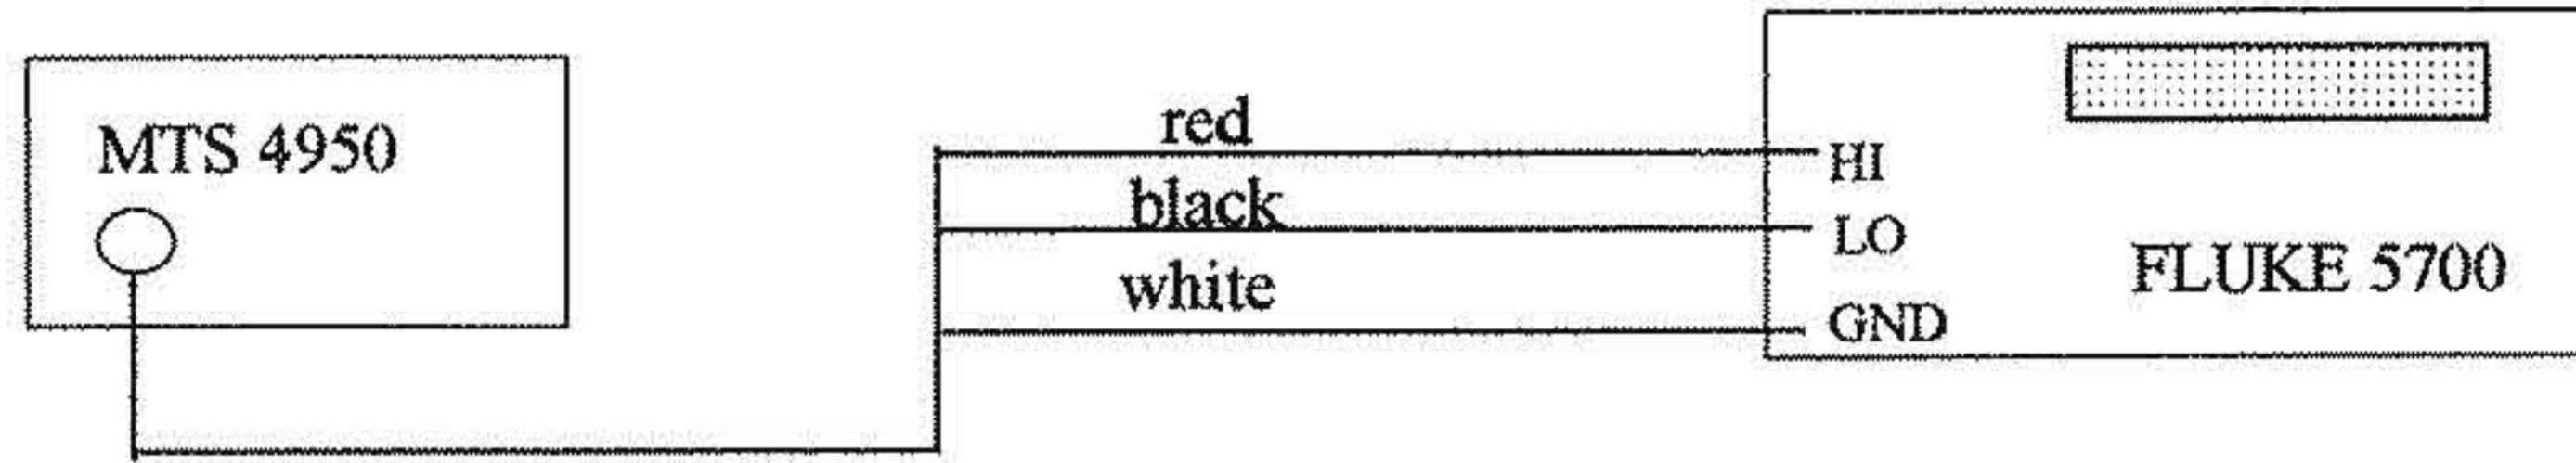 MTS 4950
red
black
white
HI
LO
GND
FLUKE 5700